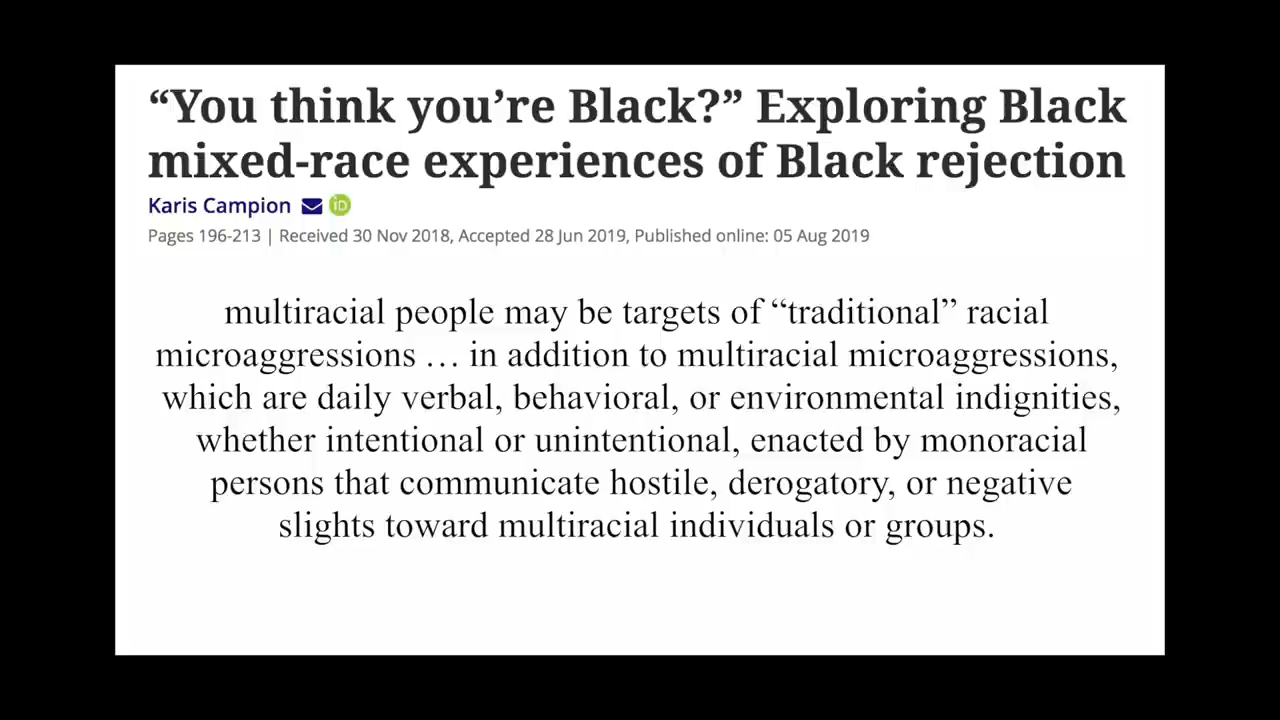 “You think you’re Black?” Exploring Black
mixed-race experiences of Black rejection
Karis Campion iD
Pages 196-213 | Received 30 Nov 2018, Accepted 28 Jun 2019, Published online: 05 Aug 2019
multiracial people may be targets of “traditional” racial
microaggressions … in addition to multiracial microaggressions,
which are daily verbal, behavioral, or environmental indignities,
whether intentional or unintentional, enacted by monoracial
persons that communicate hostile, derogatory, or negative
slights toward multiracial individuals or groups.